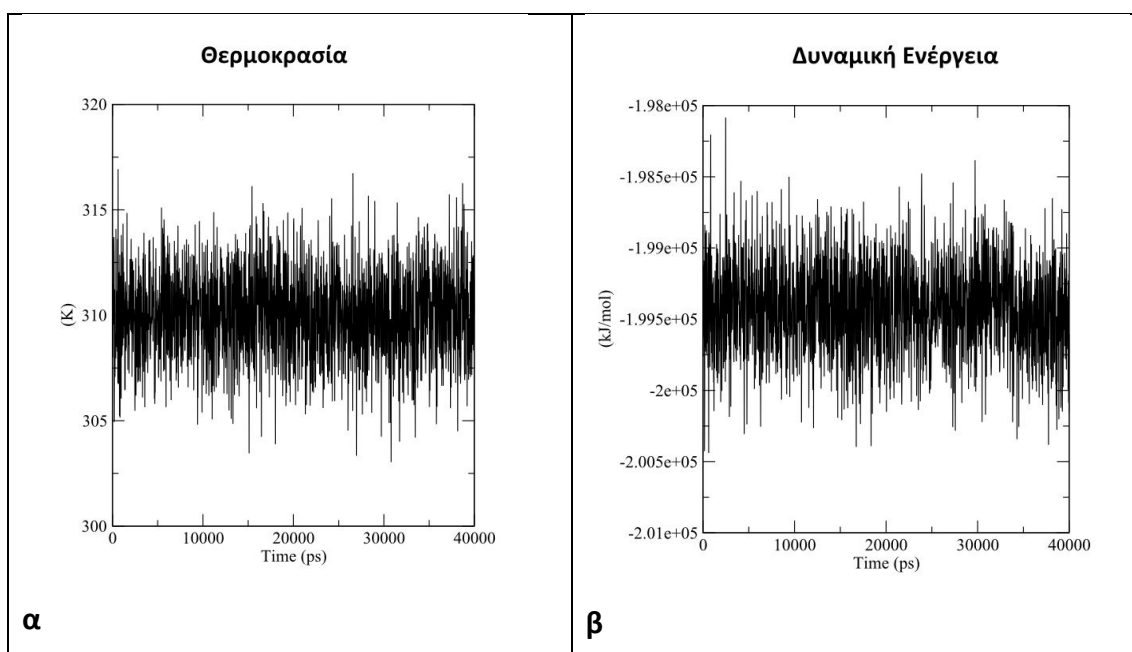 Θερμοκρασία
320
315
310
305
300
(K)
0 10000 20000 30000 40000
Time (ps)
α
Δυναμική Ενέργεια
-1.98e+05
-1.985e+05
-1.99e+05
-1.995e+05
-2e+05
-2.005e+05
-2.01e+05
(kJ/mol)
0 10000 20000 30000 40000
Time (ps)
β